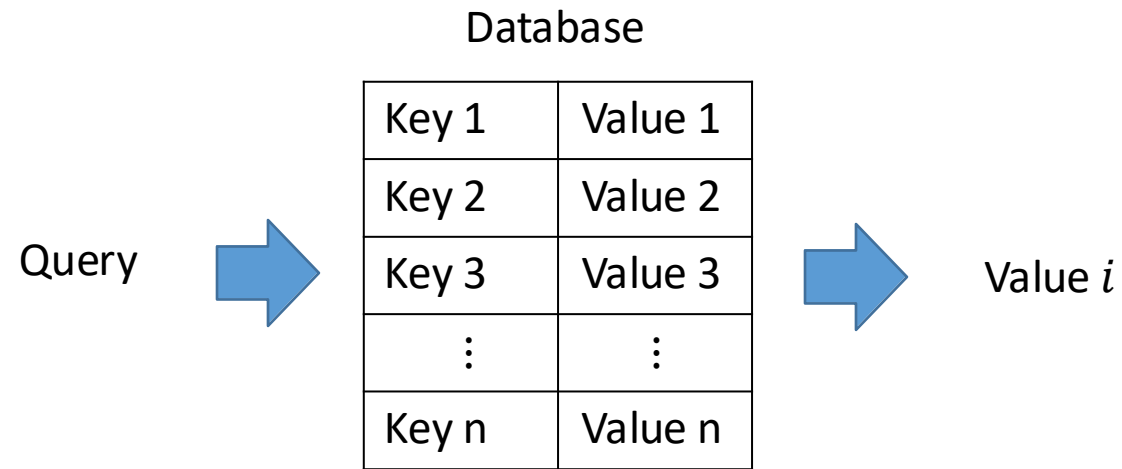 Database
Key 1 Value 1
Key 2 Value 2
Query Key 3 Value 3 Value i
⋮ ⋮
Key n Value n